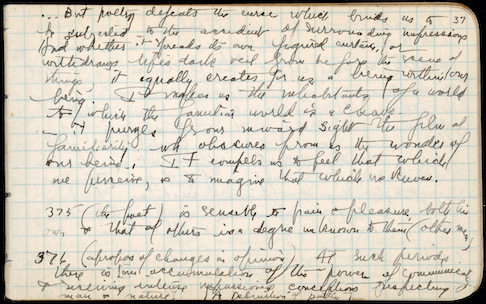 ... But poetry defeats the curse which binds us to 37
be subjected to the accident of surrounding impressions
And whether it spreads its own figured curtain, or
withdraws life's dark veil from before the scene of
things, it equally creates for us a being within our
being. It makes us the inhabitants of a world
to which the familiar world is a chaos
— it purges from our inward sight the film of
familiarity wh obscures from us the wonder of
our being. It compels us to feel that which
we perceive, & to imagine that which we know.
375 (the poet) is sensible to pain & pleasure, both his
own & that of others in a degree unknown to them (other men)
376 (apropos of changes in opinion) At such periods
there is an accumulation of the power of communicating
& receiving intense & impassioned conceptions respecting
man & nature. A Defence of Poetry